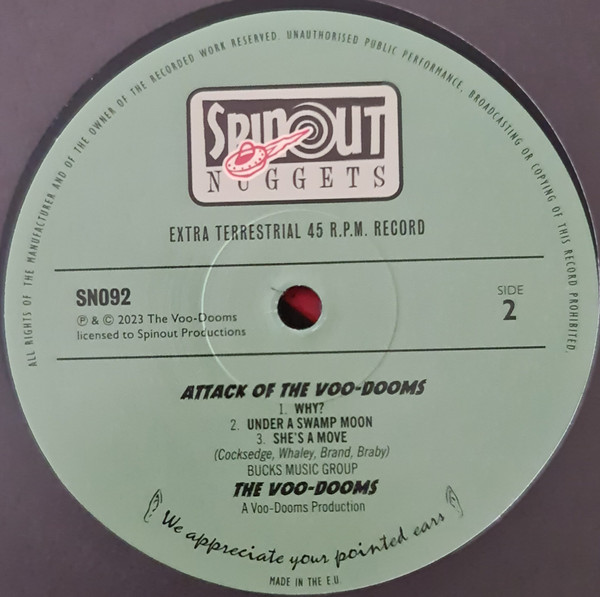 ALL RIGHTS OF THE MANUFACTURER AND OF THE OWNER OF THE RECORDED WORK RESERVED. UNAUTHORISED PUBLIC PERFORMANCE, BROADCASTING OR COPYING OF THIS RECORD PROHIBITED.
SPINOUT
NUGGETS
EXTRA TERRESTRIAL 45 R.P.M. RECORD
SN092
℗ & © 2023 The Voo-Dooms
licensed to Spinout Productions
SIDE
2
ATTACK OF THE VOO-DOOMS
1. WHY?
2. UNDER A SWAMP MOON
3. SHE'S A MOVE
(Cocksedge, Whaley, Brand, Braby)
BUCKS MUSIC GROUP
THE VOO-DOOMS
A Voo-Dooms Production
We appreciate your pointed ears
MADE IN THE E.U.